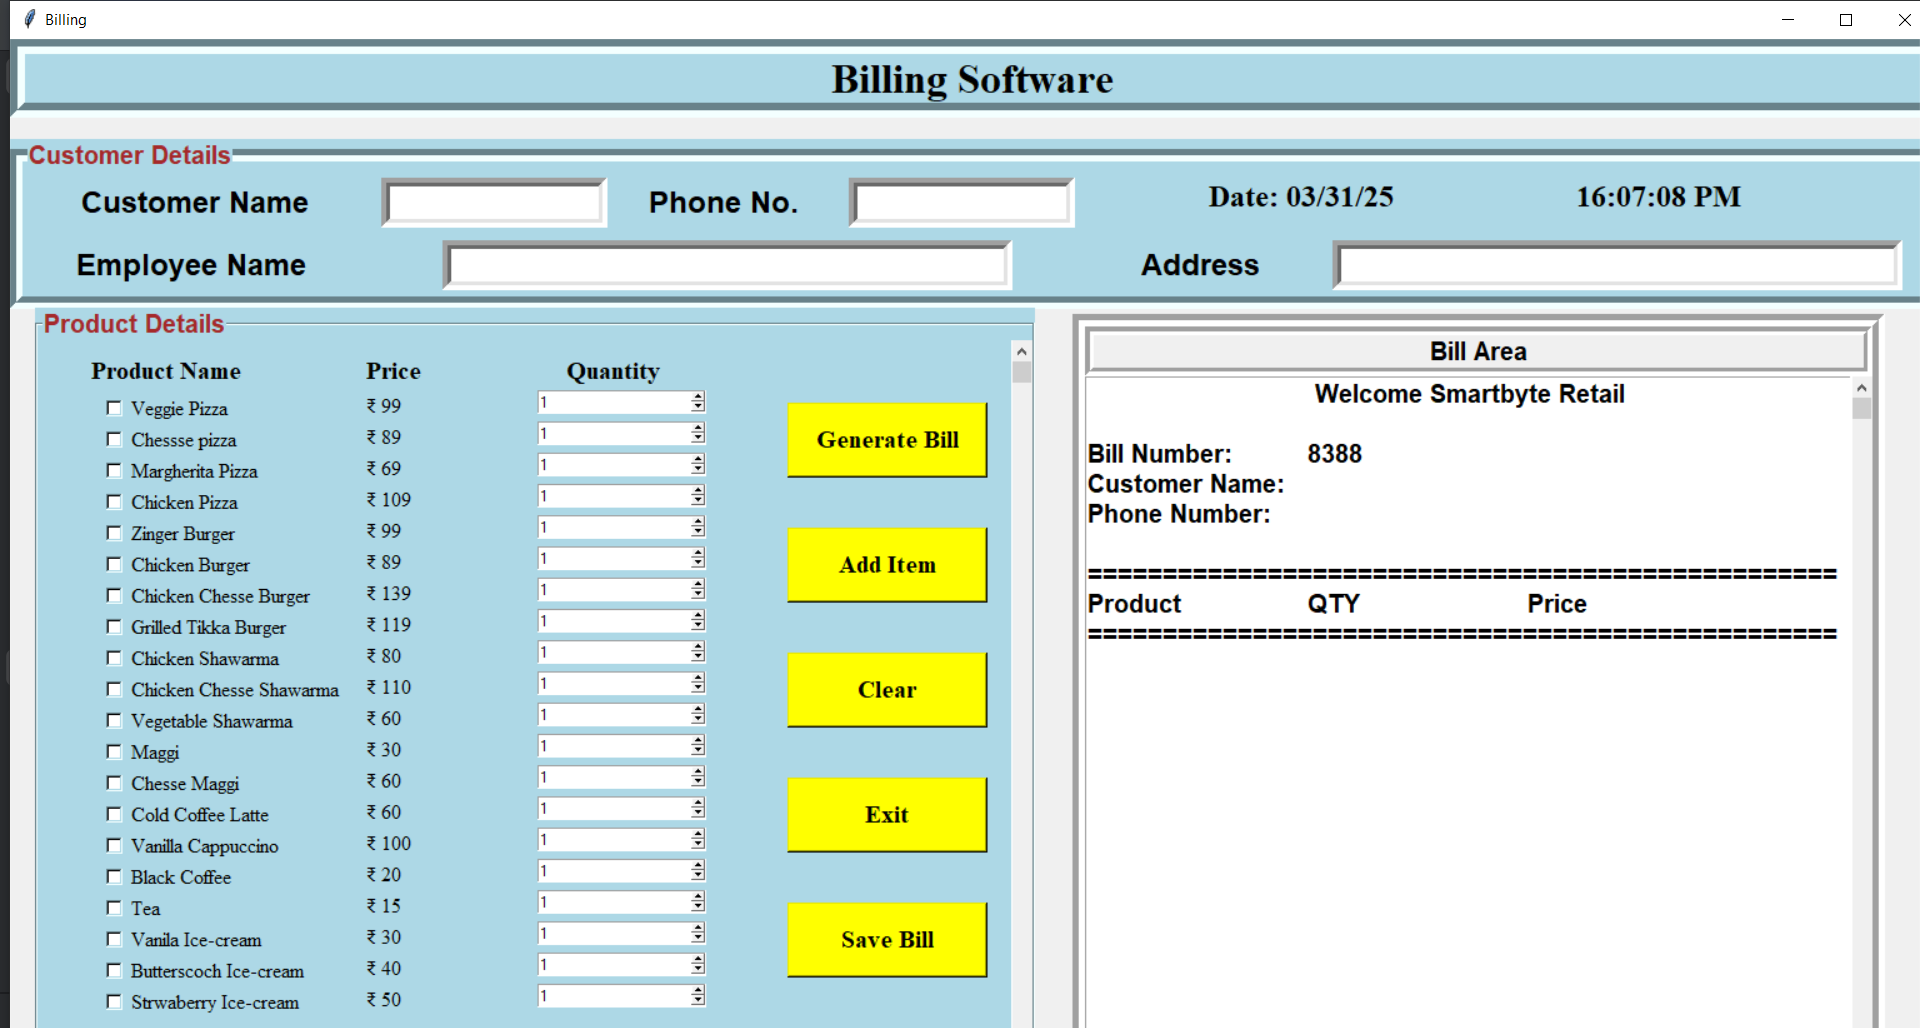 Billing
Billing Software
Customer Details
Customer Name
Phone No.
Date: 03/31/25
16:07:08 PM
Employee Name
Address
Product Details
Product Name Price Quantity
Veggie Pizza ₹ 99 1
Chessse pizza ₹ 89 1
Margherita Pizza ₹ 69 1
Chicken Pizza ₹ 109 1
Zinger Burger ₹ 99 1
Chicken Burger ₹ 89 1
Chicken Chesse Burger ₹ 139 1
Grilled Tikka Burger ₹ 119 1
Chicken Shawarma ₹ 80 1
Chicken Chesse Shawarma ₹ 110 1
Vegetable Shawarma ₹ 60 1
Maggi ₹ 30 1
Chesse Maggi ₹ 60 1
Cold Coffee Latte ₹ 60 1
Vanilla Cappuccino ₹ 100 1
Black Coffee ₹ 20 1
Tea ₹ 15 1
Vanila Ice-cream ₹ 30 1
Butterscoch Ice-cream ₹ 40 1
Strwaberry Ice-cream ₹ 50 1
Generate Bill
Add Item
Clear
Exit
Save Bill
Bill Area
Welcome Smartbyte Retail
Bill Number: 8388
Customer Name:
Phone Number:
==================================================
Product QTY Price
==================================================